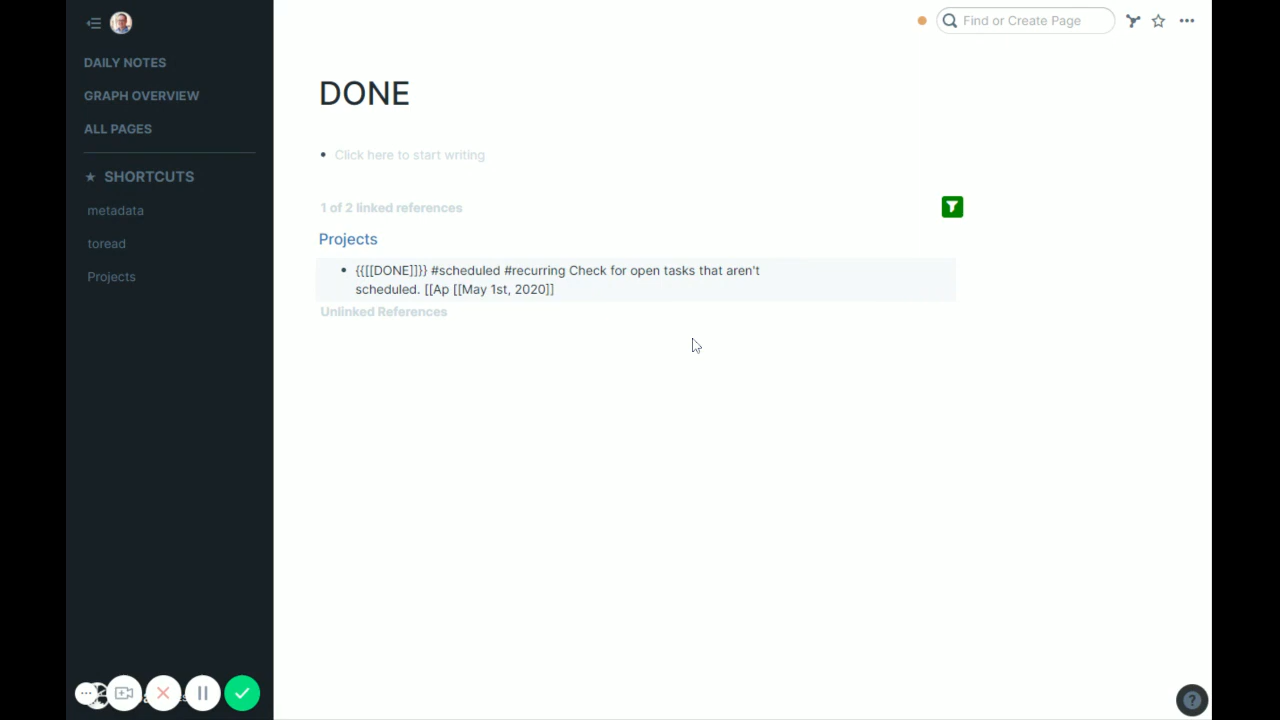 Find or Create Page
DAILY NOTES
GRAPH OVERVIEW
ALL PAGES
★ SHORTCUTS
metadata
toread
Projects
DONE
Click here to start writing
1 of 2 linked references
Projects
{{[[DONE]]}} #scheduled #recurring Check for open tasks that aren't
scheduled. [[Ap [[May 1st, 2020]]
Unlinked References